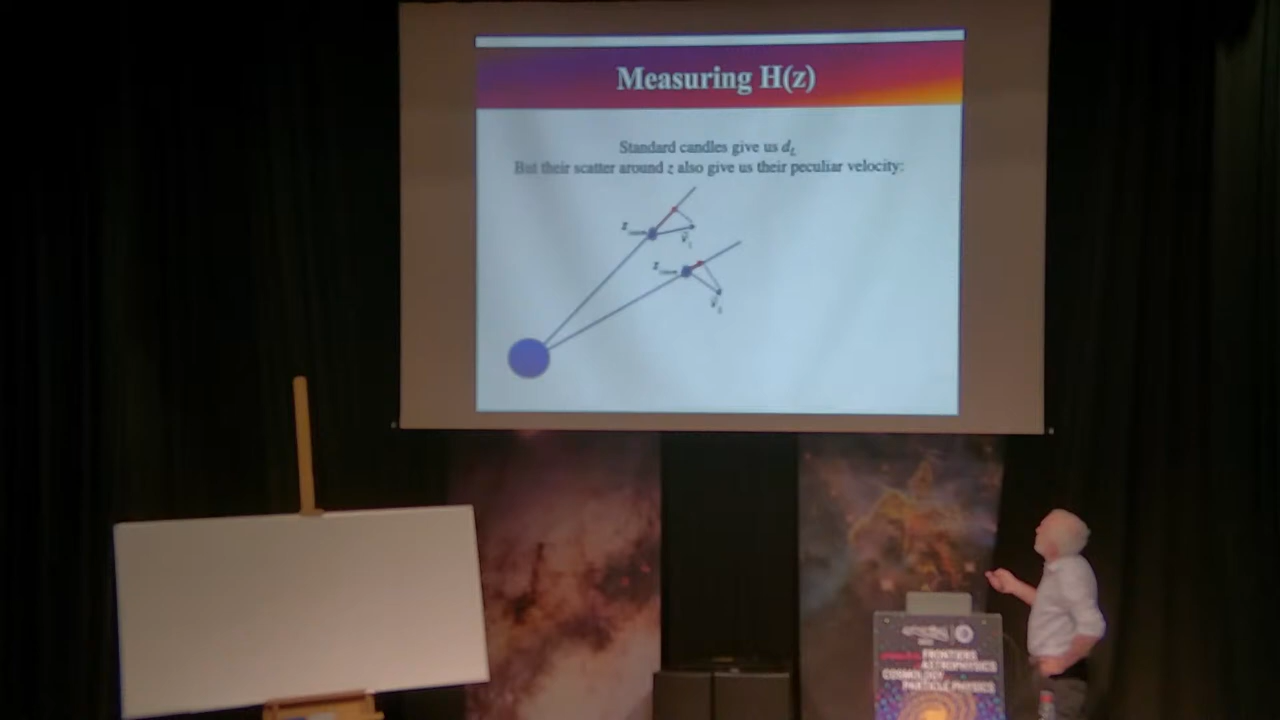 Measuring H(z)
Standard candles give us d_L
But their scatter around z also give us their peculiar velocity:
z
v
z
v
FRONTIERS
ASTROPHYSICS
COSMOLOGY
PARTICLE PHYSICS